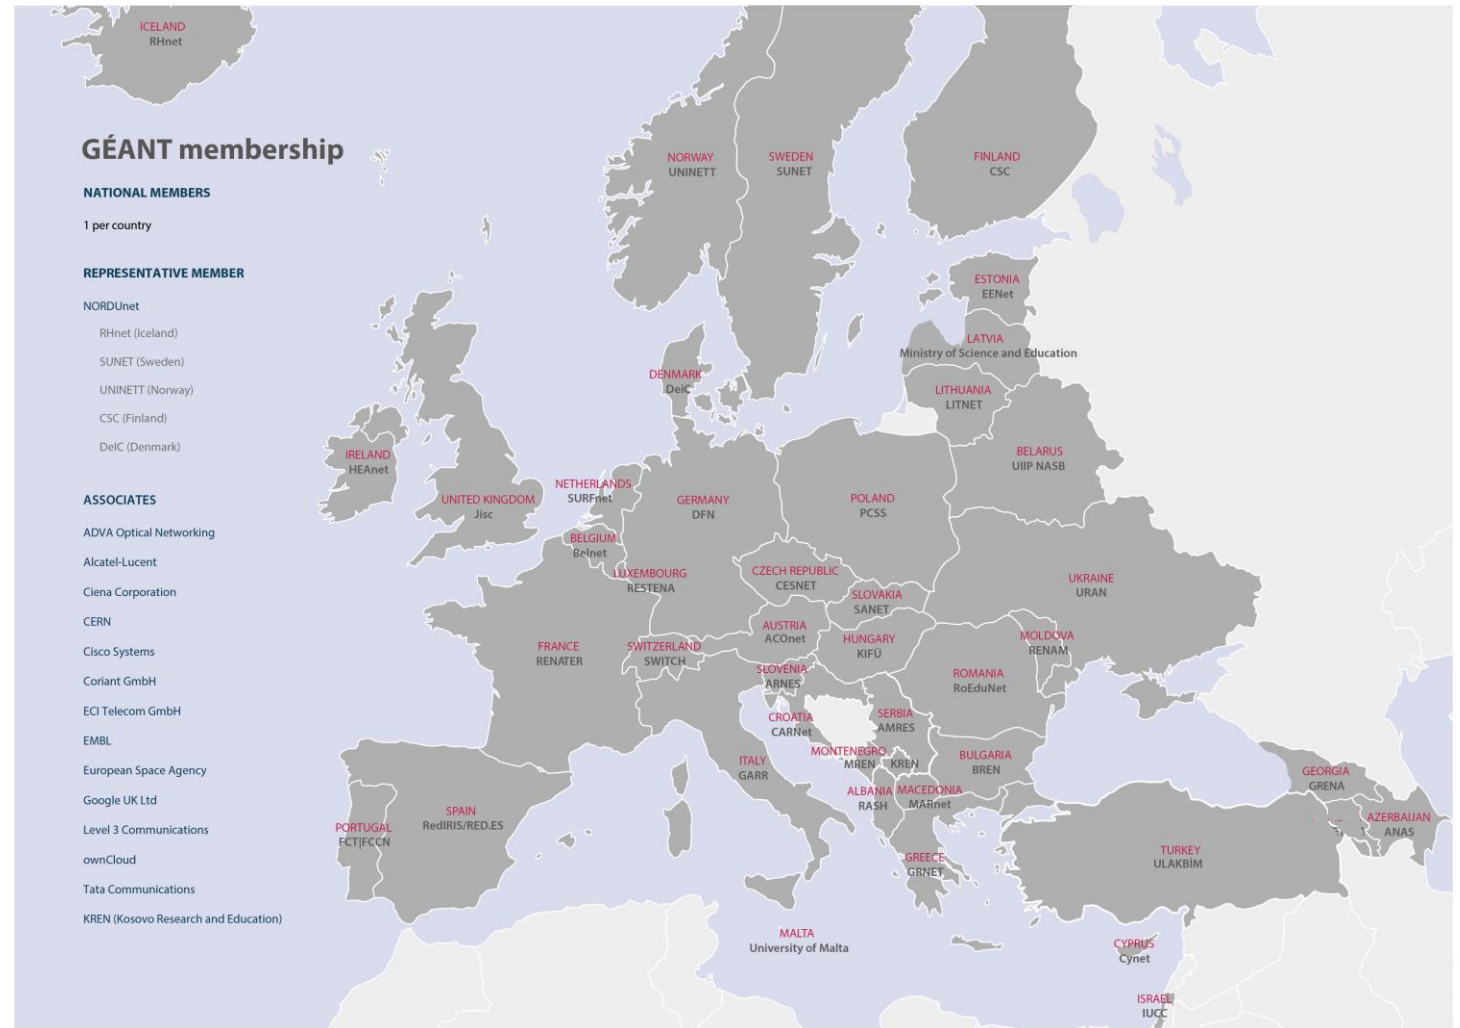 ICELAND
RHnet
GÉANT membership
NATIONAL MEMBERS
1 per country
REPRESENTATIVE MEMBER
NORDUnet
RHnet (Iceland)
SUNET (Sweden)
UNINETT (Norway)
CSC (Finland)
DeIC (Denmark)
ASSOCIATES
ADVA Optical Networking
Alcatel-Lucent
Ciena Corporation
CERN
Cisco Systems
Coriant GmbH
ECI Telecom GmbH
EMBL
European Space Agency
Google UK Ltd
Level 3 Communications
ownCloud
Tata Communications
KREN (Kosovo Research and Education)
NORWAY
UNINETT
SWEDEN
SUNET
FINLAND
CSC
ESTONIA
EENet
LATVIA
Ministry of Science and Education
DENMARK
DeiC
LITHUANIA
LITNET
IRELAND
HEAnet
UNITED KINGDOM
Jisc
NETHERLANDS
SURFnet
GERMANY
DFN
POLAND
PCSS
BELARUS
UIIP NASB
BELGIUM
Belnet
LUXEMBOURG
RESTENA
CZECH REPUBLIC
CESNET
SLOVAKIA
SANET
UKRAINE
URAN
FRANCE
RENATER
SWITZERLAND
SWITCH
AUSTRIA
ACOnet
HUNGARY
KIFÜ
MOLDOVA
RENAM
SLOVENIA
ARNES
ROMANIA
RoEduNet
CROATIA
CARNet
SERBIA
AMRES
MONTENEGRO
MREN
KREN
BULGARIA
BREN
ITALY
GARR
ALBANIA
RASH
MACEDONIA
MARnet
GEORGIA
GRENA
AZERBAIJAN
ANAS
PORTUGAL
FCT|FCCN
SPAIN
RedIRIS/RED.ES
GREECE
GRNET
TURKEY
ULAKBİM
MALTA
University of Malta
CYPRUS
Cynet
ISRAEL
IUCC